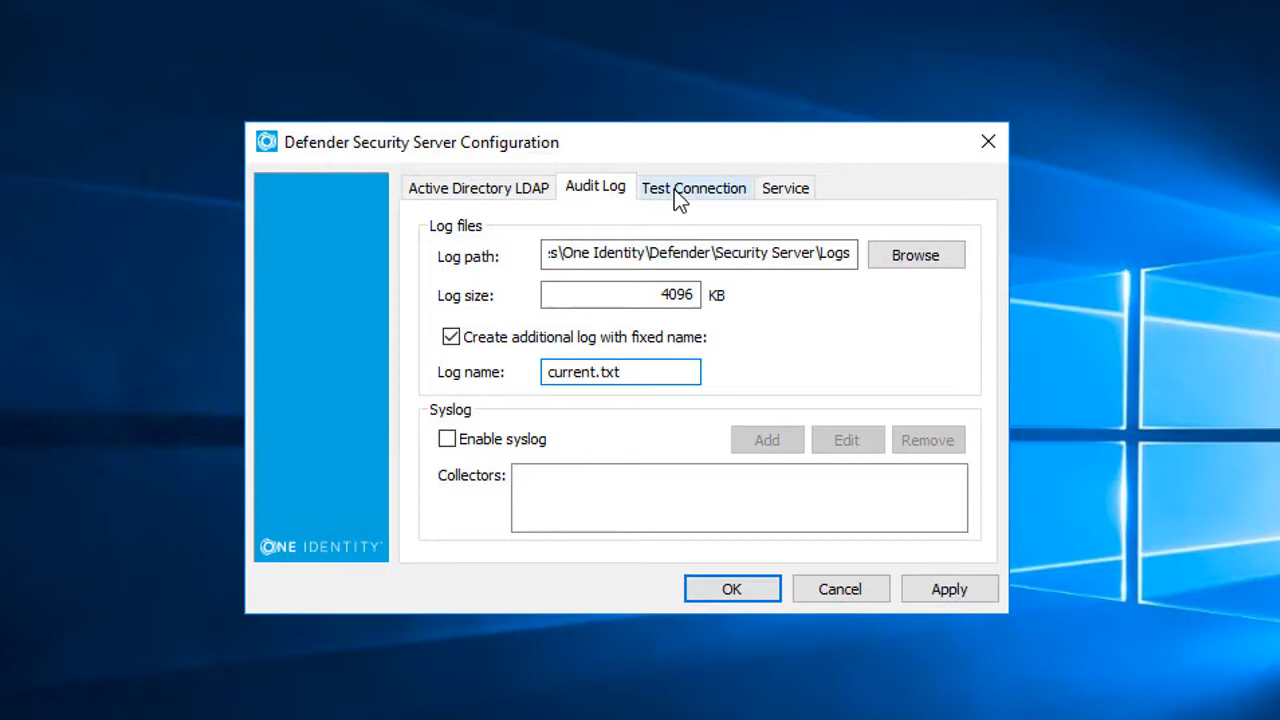 Defender Security Server Configuration
Active Directory LDAP
Audit Log
Test Connection
Service
Log files
Log path:
:s\One Identity\Defender\Security Server\Logs
Browse
Log size:
4096
KB
Create additional log with fixed name:
Log name:
current.txt
Syslog
Enable syslog
Add
Edit
Remove
Collectors:
ONE IDENTITY
OK
Cancel
Apply